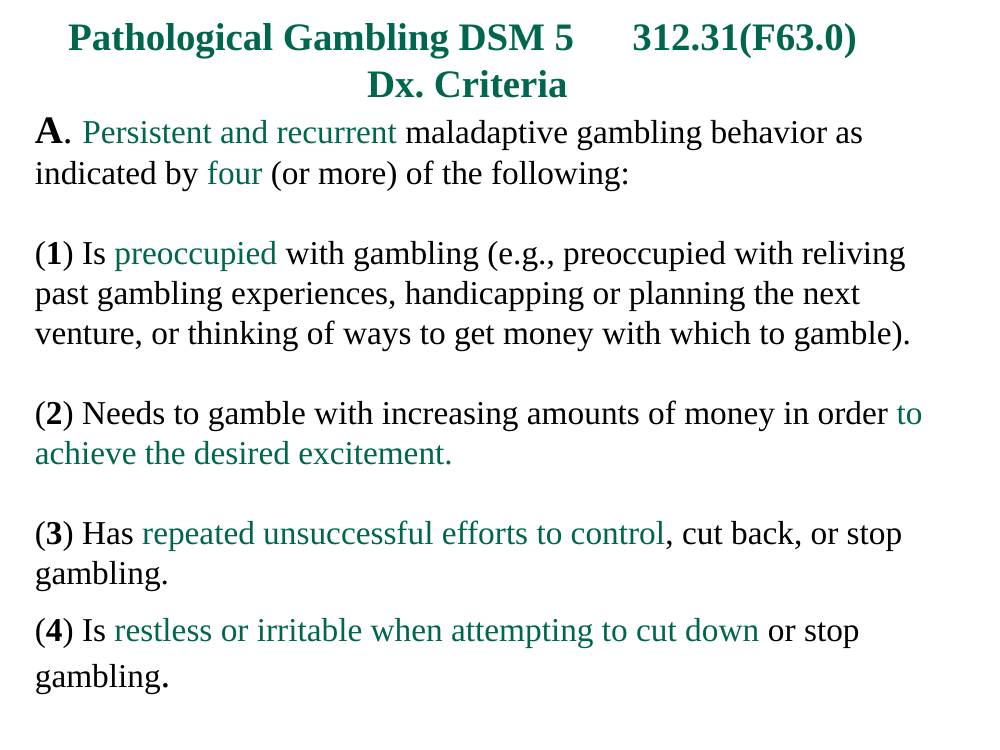 Pathological Gambling DSM 5 312.31(F63.0)
Dx. Criteria
A. Persistent and recurrent maladaptive gambling behavior as
indicated by four (or more) of the following:
(1) Is preoccupied with gambling (e.g., preoccupied with reliving
past gambling experiences, handicapping or planning the next
venture, or thinking of ways to get money with which to gamble).
(2) Needs to gamble with increasing amounts of money in order to
achieve the desired excitement.
(3) Has repeated unsuccessful efforts to control, cut back, or stop
gambling.
(4) Is restless or irritable when attempting to cut down or stop
gambling.